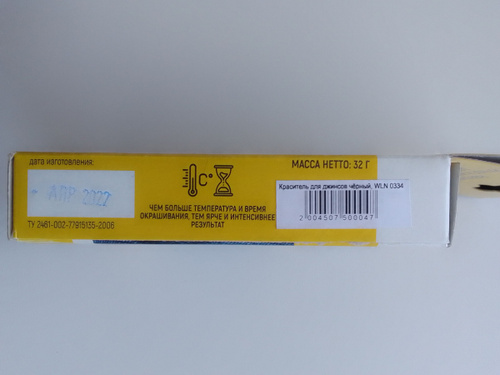 дата изготовления:
АПР 2022
ТУ 2461-002-77815135-2006
C°
ЧЕМ БОЛЬШЕ ТЕМПЕРАТУРА И ВРЕМЯ
ОКРАШИВАНИЯ, ТЕМ ЯРЧЕ И ИНТЕНСИВНЕЕ
РЕЗУЛЬТАТ
МАССА НЕТТО: 32 Г
Краситель для джинсов чёрный, WLN 0334
2 004507 500047